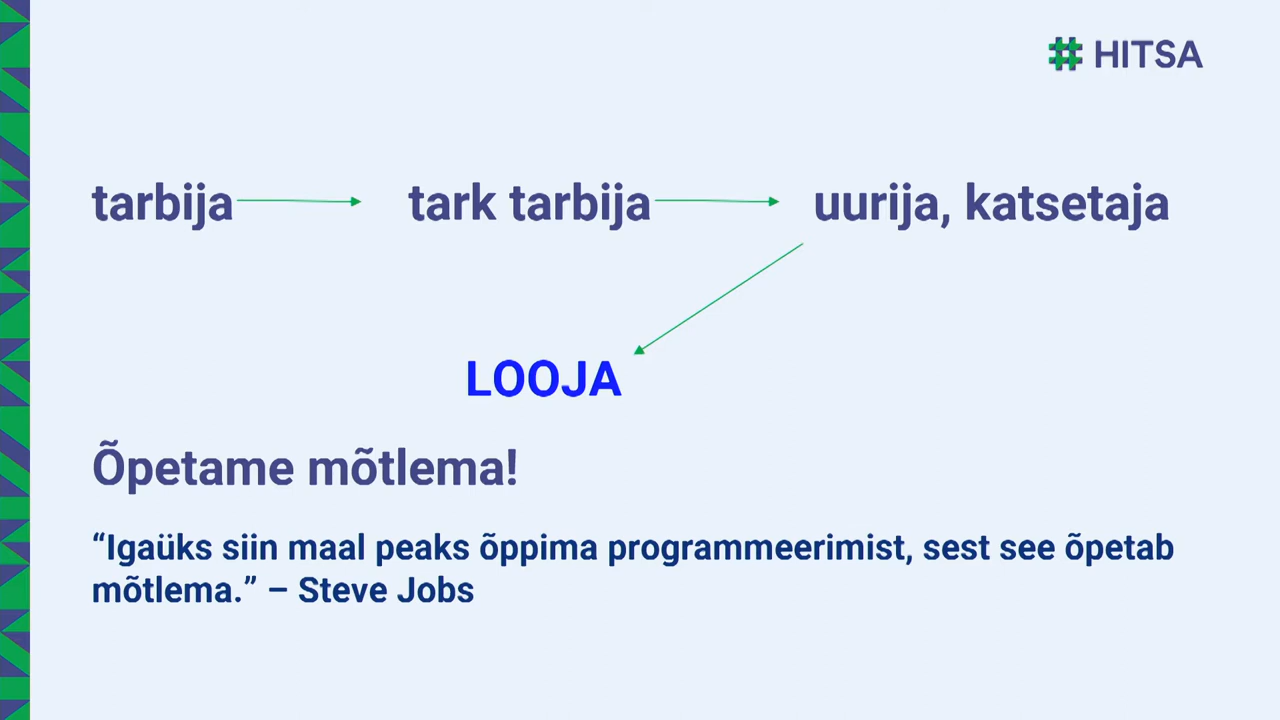 # HITSA
tarbija tark tarbija uurija, katsetaja
LOOJA
Õpetame mõtlema!
“Igaüks siin maal peaks õppima programmeerimist, sest see õpetab
mõtlema.” – Steve Jobs